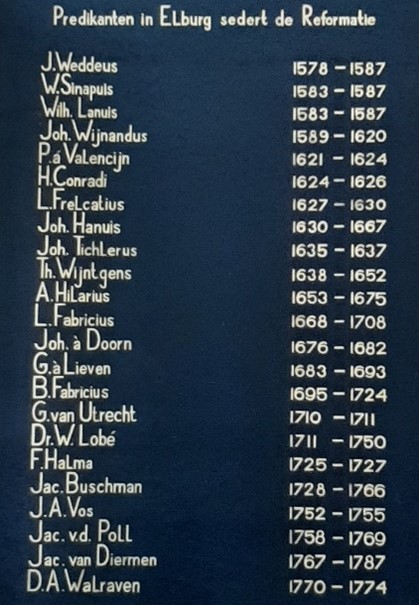 Predikanten in Elburg sedert de Reformatie
J. Weddeus 1578 – 1587
W. Sinapuis 1583 – 1587
Wilh. Lanuis 1583 – 1587
Joh. Wijnandus 1589 – 1620
P. á Valencijn 1621 – 1624
H. Conradi 1624 – 1626
L. Frelcatius 1627 – 1630
Joh. Hanuis 1630 – 1667
Joh. Tichlerus 1635 – 1637
Th. Wijntgens 1638 – 1652
A. Hilarius 1653 – 1675
L. Fabricius 1668 – 1708
Joh. à Doorn 1676 – 1682
G. à Lieven 1683 – 1693
B. Fabricius 1695 – 1724
G. van Utrecht 1710 – 1711
Dr. W. Lobé 1711 – 1750
F. Halma 1725 – 1727
Jac. Buschman 1728 – 1766
J.A. Vos 1752 – 1755
Jac. v.d. Poll 1758 – 1769
Jac. van Diermen 1767 – 1787
D.A. Walraven 1770 – 1774